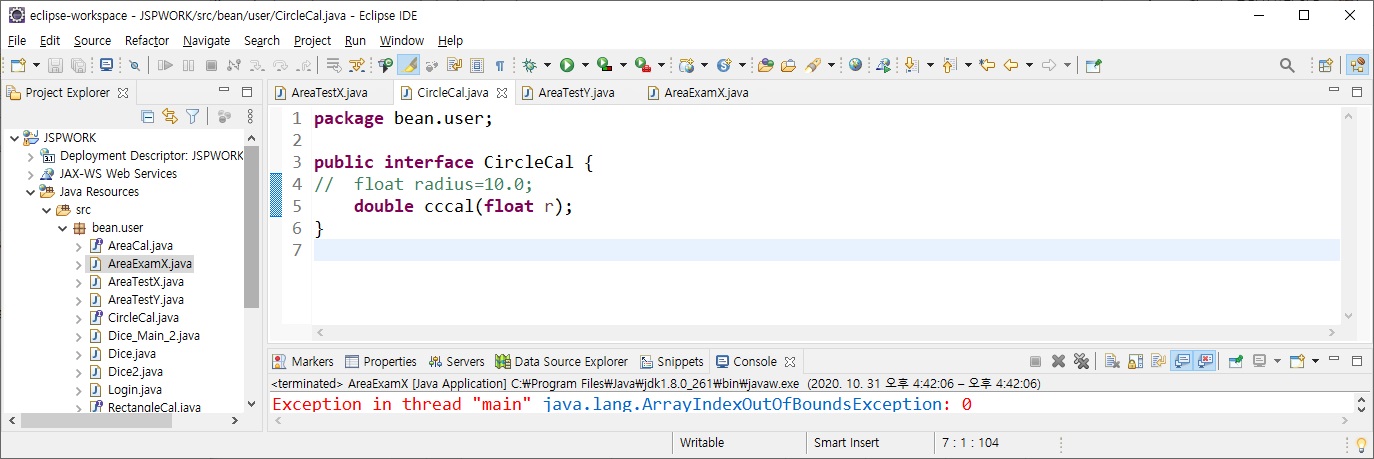 eclipse-workspace - JSPWORK/src/bean/user/CircleCal.java - Eclipse IDE
File Edit Source Refactor Navigate Search Project Run Window Help
Project Explorer
AreaTestX.java CircleCal.java AreaTestY.java AreaExamX.java
JSPWORK
Deployment Descriptor: JSPWORK
JAX-WS Web Services
Java Resources
src
bean.user
AreaCal.java
AreaExamX.java
AreaTestX.java
AreaTestY.java
CircleCal.java
Dice_Main_2.java
Dice.java
Dice2.java
Login.java
RectangleCal.java
1 package bean.user;
2
3 public interface CircleCal {
4 //  float radius=10.0;
5     double cccal(float r);
6 }
7
Markers Properties Servers Data Source Explorer Snippets Console
<terminated> AreaExamX [Java Application] C:₩Program Files₩Java₩jdk1.8.0_261₩bin₩javaw.exe (2020. 10. 31 오후 4:42:06 – 오후 4:42:06)
Exception in thread "main" java.lang.ArrayIndexOutOfBoundsException: 0
Writable Smart Insert 7 : 1 : 104